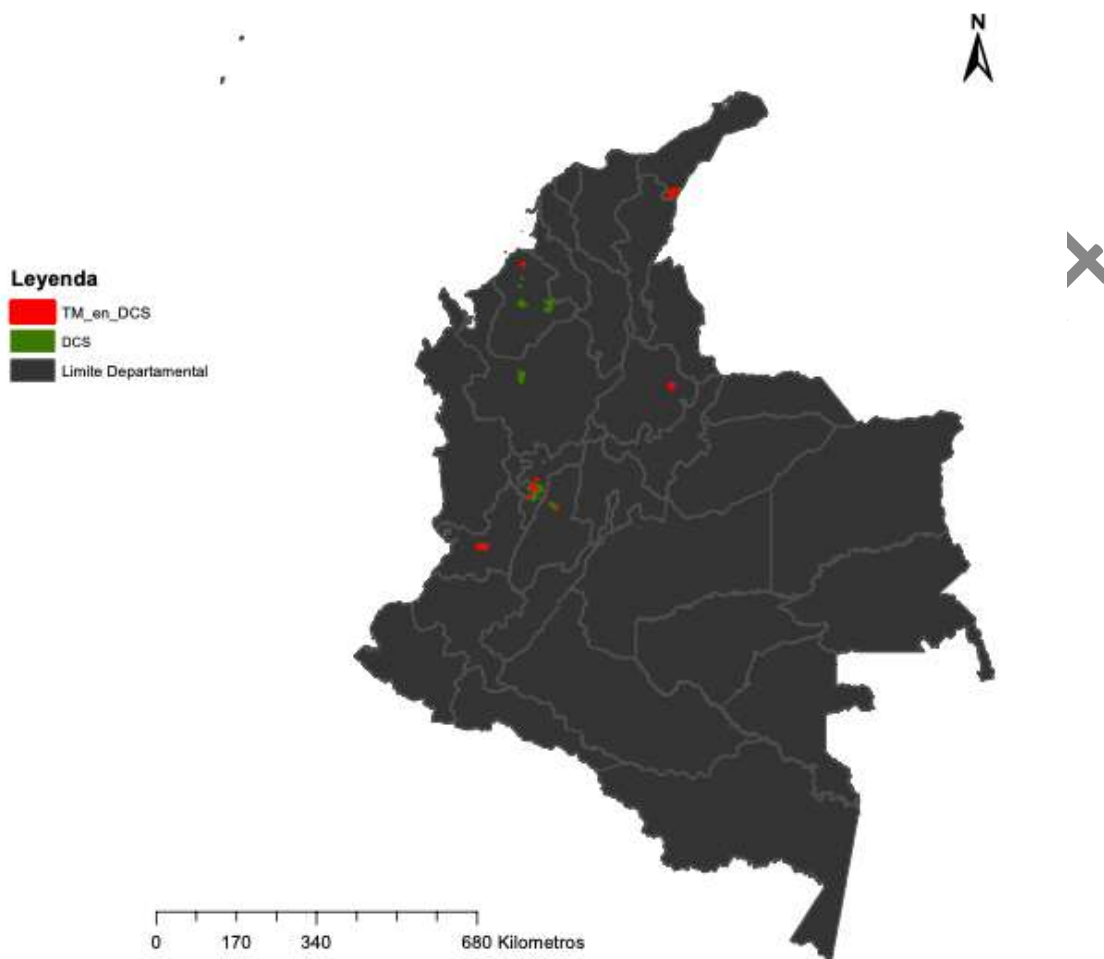 N
Leyenda
TM_en_DCS
DCS
Limite Departamental
0 170 340 680 Kilometros